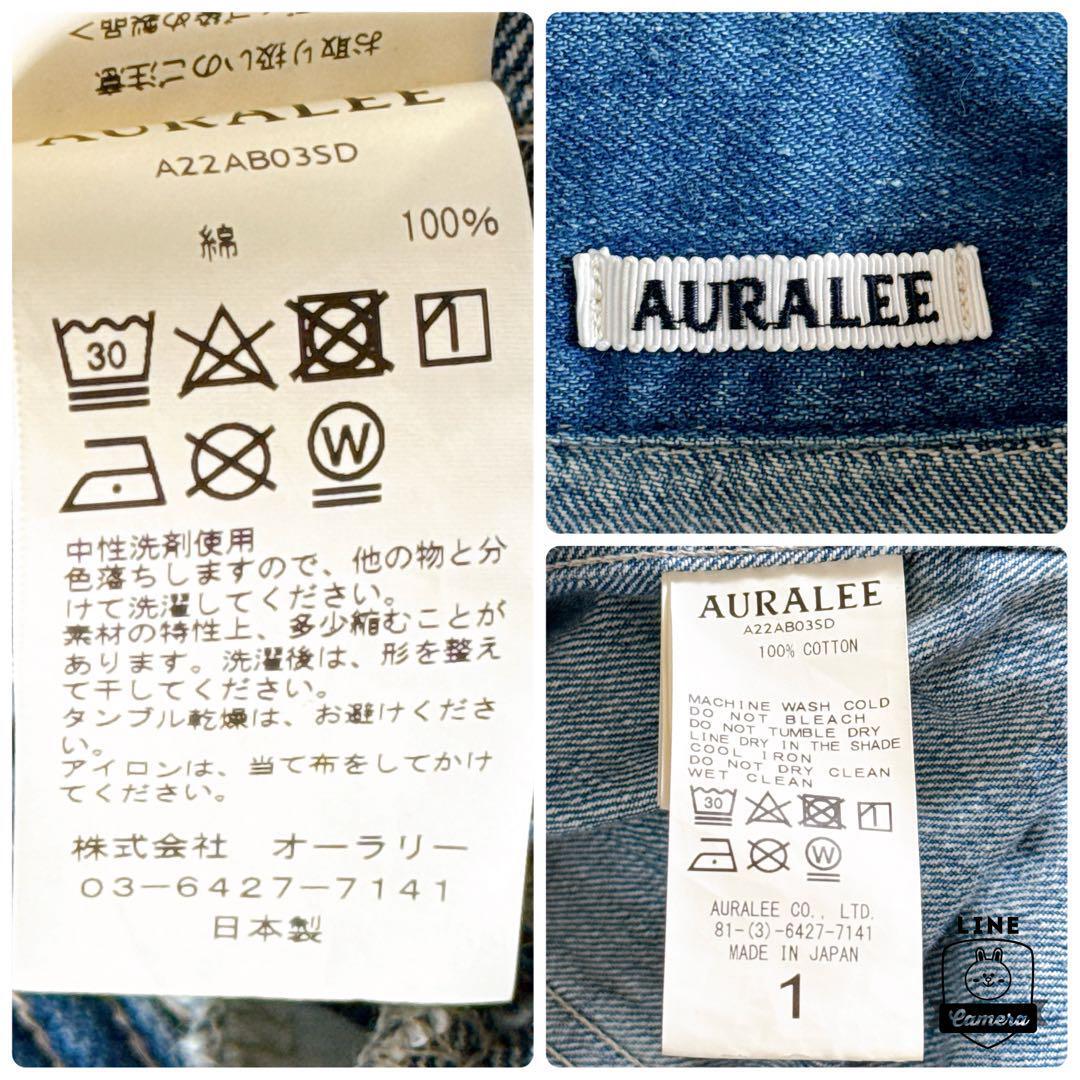 お取り扱いのご注意
AURALEE
A22AB03SD
綿 100%
30
W
中性洗剤使用
色落ちしますので、他の物と分
けて洗濯してください。
素材の特性上、多少縮むことが
あります。洗濯後は、形を整え
て干してください。
タンブル乾燥は、お避けくださ
い。
アイロンは、当て布をしてかけ
てください。
株式会社 オーラリー
03-6427-7141
日本製
AURALEE
AURALEE
A22AB03SD
100% COTTON
MACHINE WASH COLD
DO NOT BLEACH
DO NOT TUMBLE DRY
LINE DRY IN THE SHADE
COOL IRON
DO NOT DRY CLEAN
WET CLEAN
30
W
AURALEE CO., LTD.
81-(3)-6427-7141
MADE IN JAPAN
1
LINE
Camera